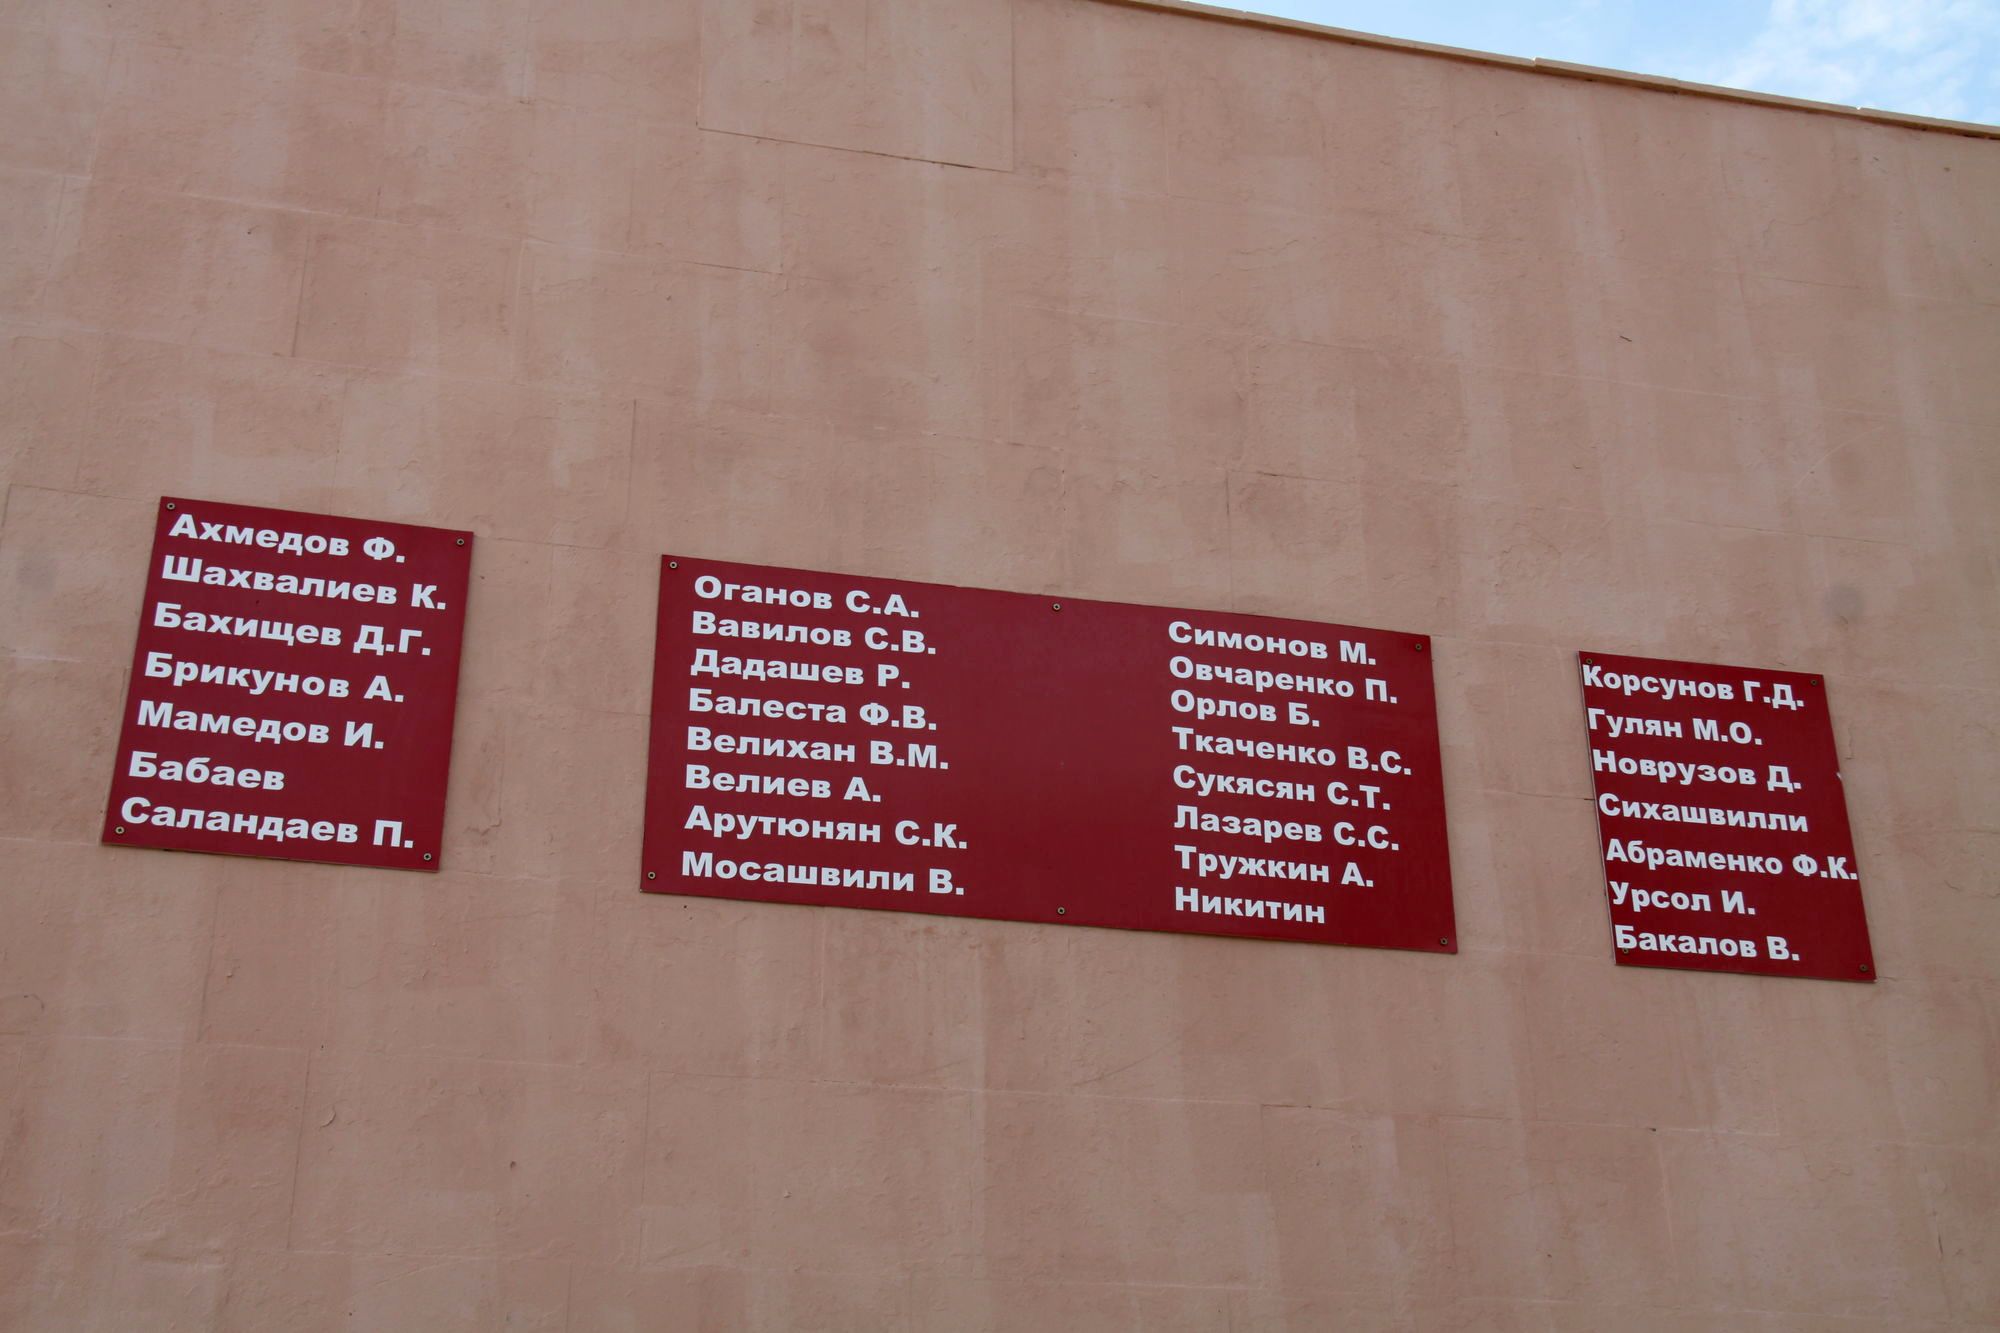 Ахмедов Ф.
Шахвалиев К.
Бахищев Д.Г.
Брикунов А.
Мамедов И.
Бабаев
Саландаев П.
Оганов С.А.
Вавилов С.В.
Дадашев Р.
Балеста Ф.В.
Велихан В.М.
Велиев А.
Арутюнян С.К.
Мосашвили В.
Симонов М.
Овчаренко П.
Орлов Б.
Ткаченко В.С.
Сукясян С.Т.
Лазарев С.С.
Тружкин А.
Никитин
Корсунов Г.Д.
Гулян М.О.
Новрузов Д.
Сихашвилли
Абраменко Ф.К.
Урсол И.
Бакалов В.